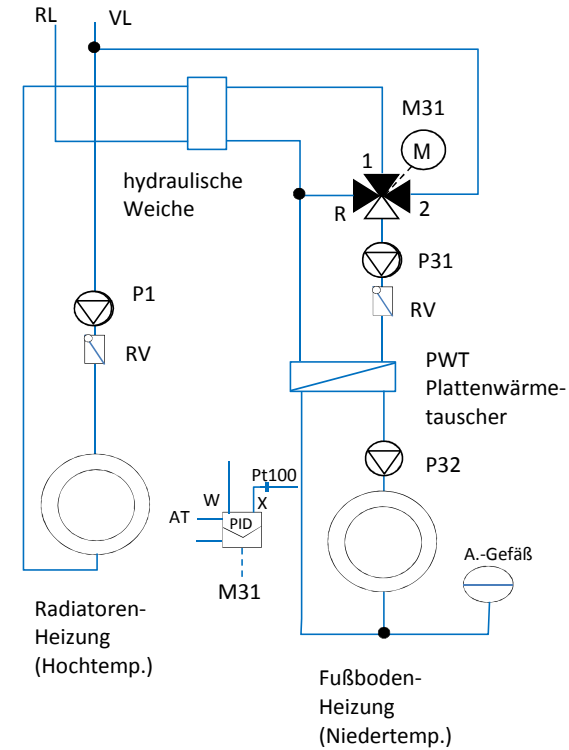 RL
VL
M31
M
1
hydraulische
Weiche
R
2
P31
P1
RV
RV
PWT
Plattenwärme-
tauscher
Pt100
P32
W
X
AT
PID
M31
A.-Gefäß
Radiatoren-
Heizung
(Hochtemp.)
Fußboden-
Heizung
(Niedertemp.)